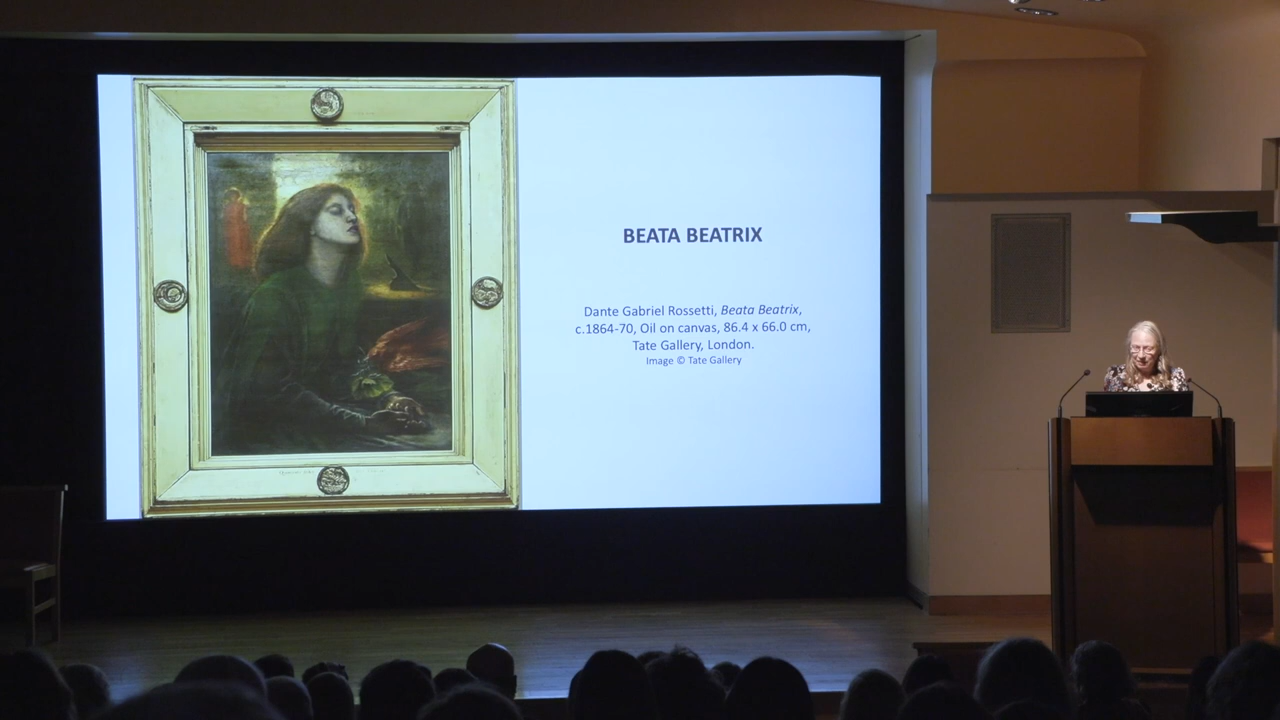 BEATA BEATRIX
Dante Gabriel Rossetti, Beata Beatrix,
c.1864-70, Oil on canvas, 86.4 x 66.0 cm,
Tate Gallery, London.
Image © Tate Gallery